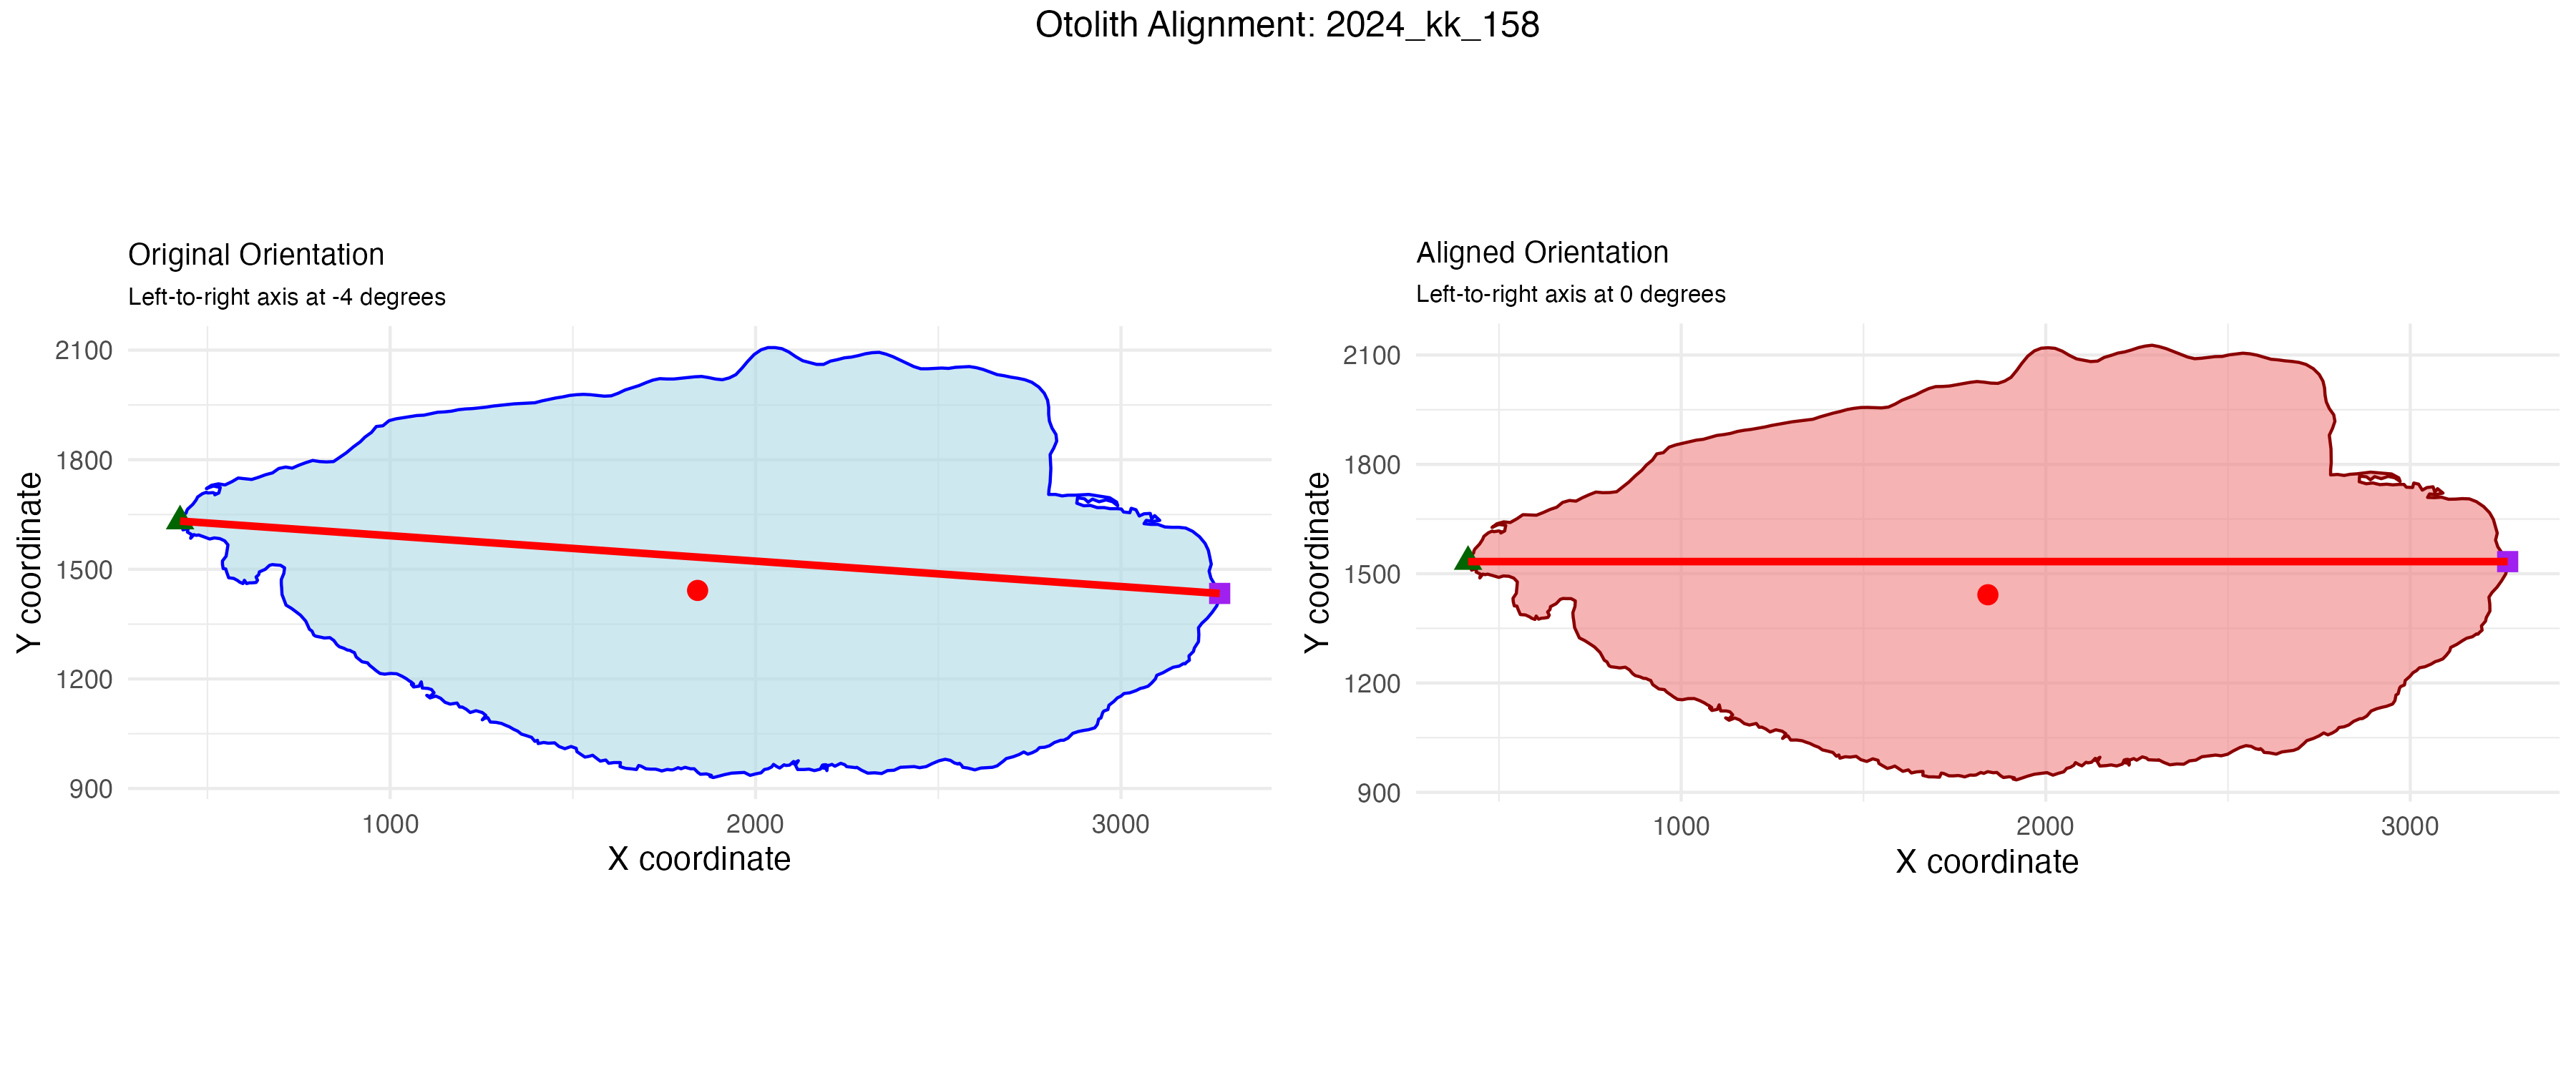 Otolith Alignment: 2024_kk_158
Original Orientation
Left-to-right axis at -4 degrees
2100
1800
1500
1200
900
Y coordinate
1000
2000
3000
X coordinate
Aligned Orientation
Left-to-right axis at 0 degrees
2100
1800
1500
1200
900
Y coordinate
1000
2000
3000
X coordinate